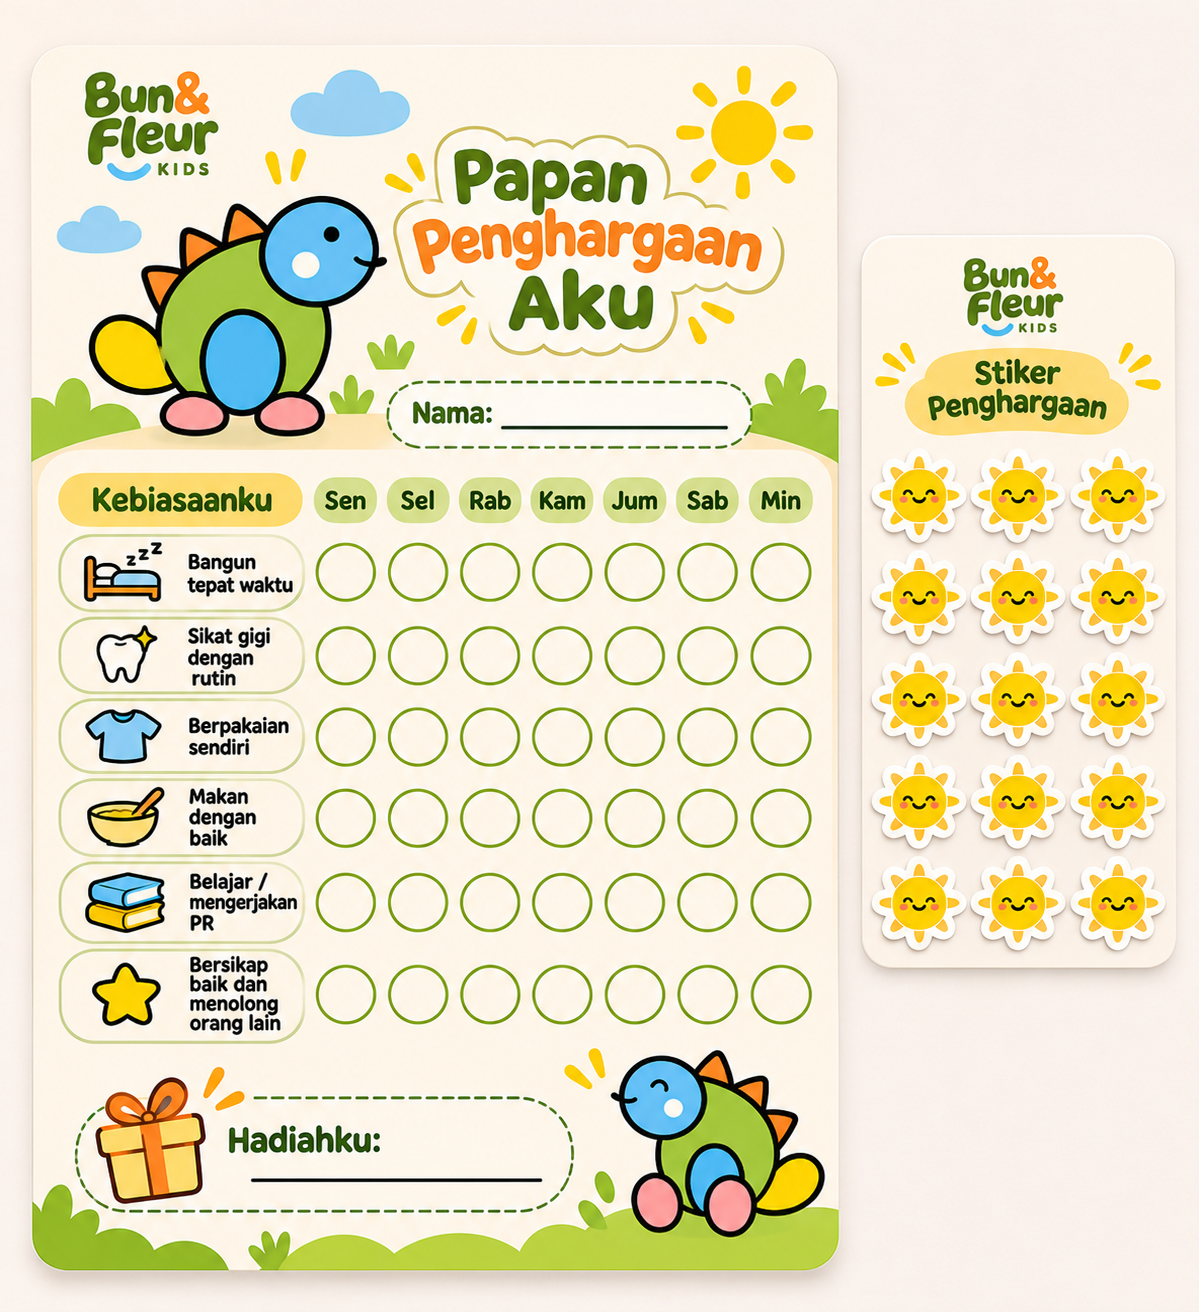 Bun&
Fleur
KIDS
Papan
Penghargaan
Aku
Nama:
Kebiasaanku Sen Sel Rab Kam Jum Sab Min
zzz
Bangun
tepat waktu
Sikat gigi
dengan
rutin
Berpakaian
sendiri
Makan
dengan
baik
Belajar /
mengerjakan
PR
Bersikap
baik dan
menolong
orang lain
Hadiahku:
Bun&
Fleur
KIDS
Stiker
Penghargaan